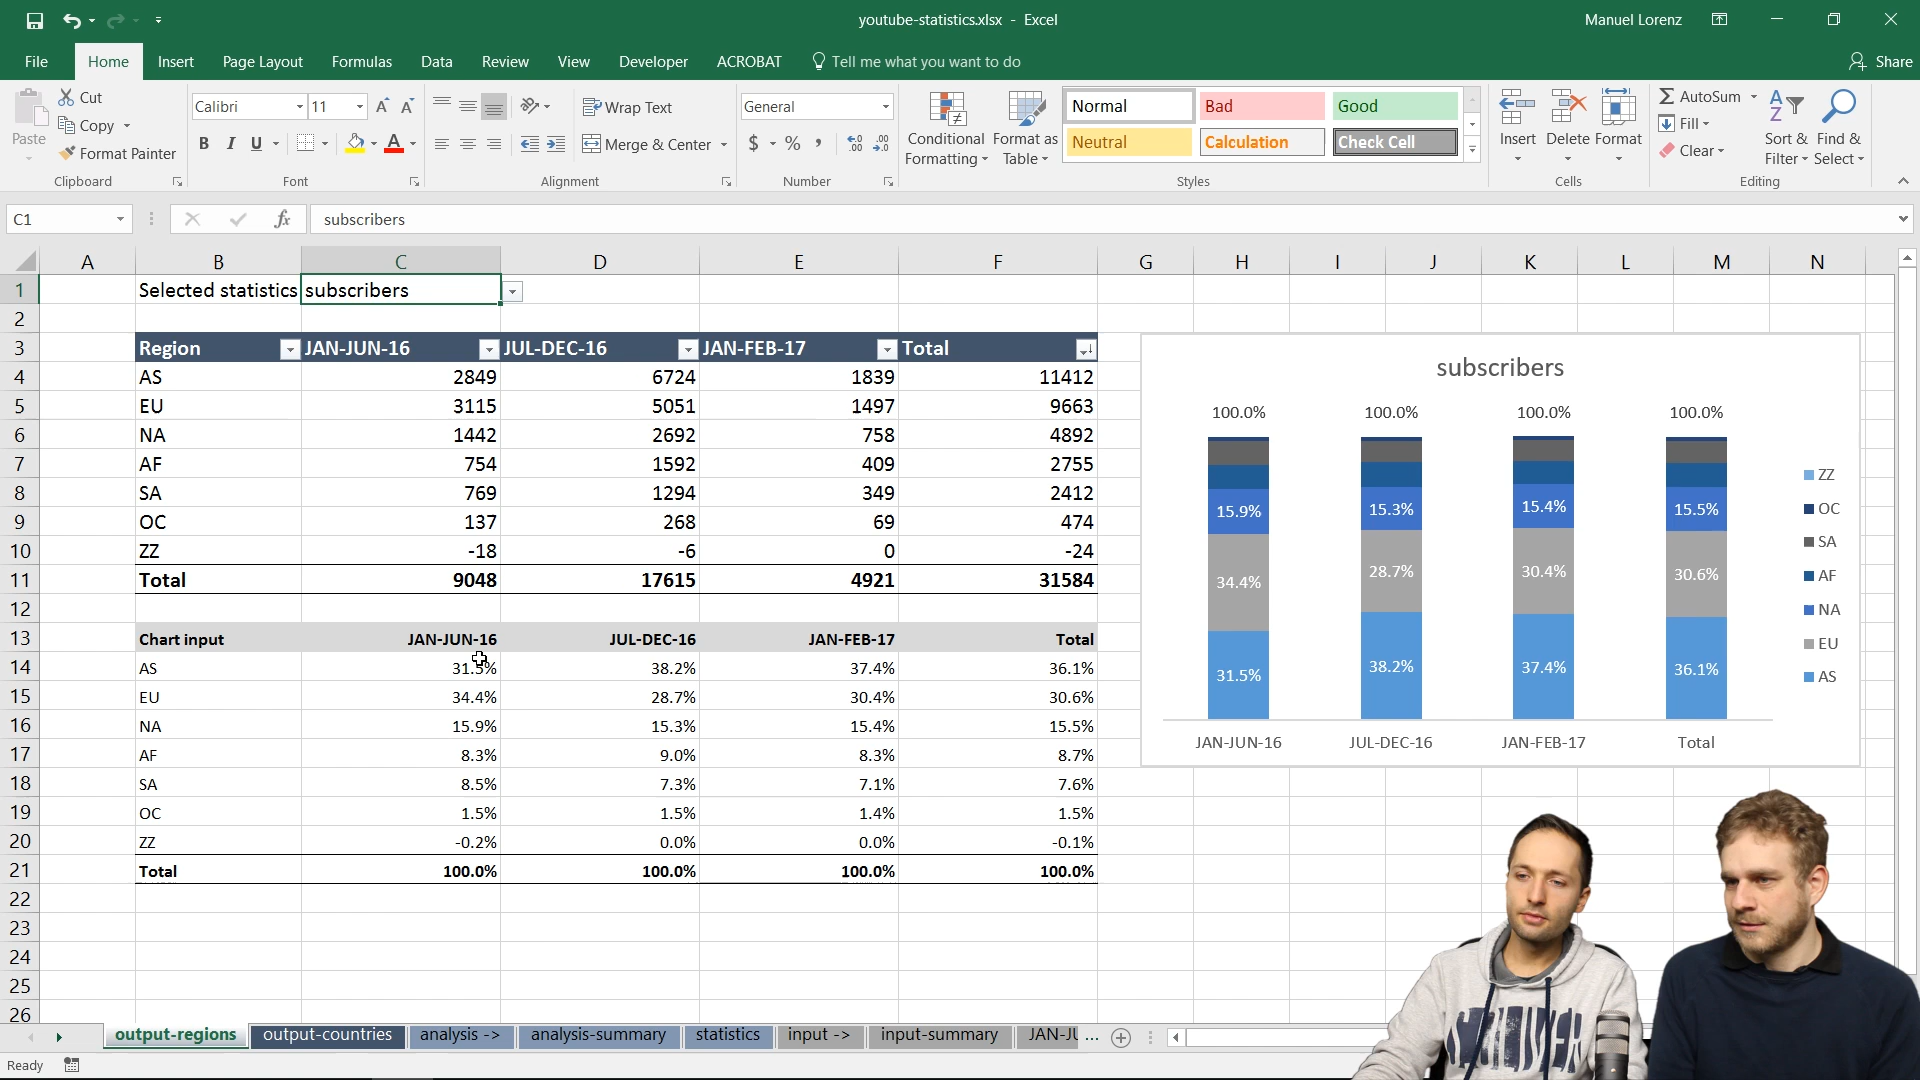 youtube-statistics.xlsx - Excel
Manuel Lorenz
File Home Insert Page Layout Formulas Data Review View Developer ACROBAT Tell me what you want to do Share
Paste Cut Copy Format Painter Clipboard
Calibri 11 B I U A Font
Wrap Text Merge & Center Alignment
General $ % , Number
Conditional Formatting Format as Table
Normal Bad Good
Neutral Calculation Check Cell
Styles
Insert Delete Format Cells
AutoSum Fill Clear Sort & Filter Find & Select Editing
C1 fx subscribers
A B C D E F G H I J K L M N
1 Selected statistics subscribers
2
3 Region JAN-JUN-16 JUL-DEC-16 JAN-FEB-17 Total
4 AS 2849 6724 1839 11412
5 EU 3115 5051 1497 9663
6 NA 1442 2692 758 4892
7 AF 754 1592 409 2755
8 SA 769 1294 349 2412
9 OC 137 268 69 474
10 ZZ -18 -6 0 -24
11 Total 9048 17615 4921 31584
12
13 Chart input JAN-JUN-16 JUL-DEC-16 JAN-FEB-17 Total
14 AS 31.5% 38.2% 37.4% 36.1%
15 EU 34.4% 28.7% 30.4% 30.6%
16 NA 15.9% 15.3% 15.4% 15.5%
17 AF 8.3% 9.0% 8.3% 8.7%
18 SA 8.5% 7.3% 7.1% 7.6%
19 OC 1.5% 1.5% 1.4% 1.5%
20 ZZ -0.2% 0.0% 0.0% -0.1%
21 Total 100.0% 100.0% 100.0% 100.0%
22
23
24
25
26
subscribers
100.0% 100.0% 100.0% 100.0%
15.9% 15.3% 15.4% 15.5%
34.4% 28.7% 30.4% 30.6%
31.5% 38.2% 37.4% 36.1%
JAN-JUN-16 JUL-DEC-16 JAN-FEB-17 Total
ZZ
OC
SA
AF
NA
EU
AS
output-regions output-countries analysis -> analysis-summary statistics input -> input-summary JAN-JU ...
Ready